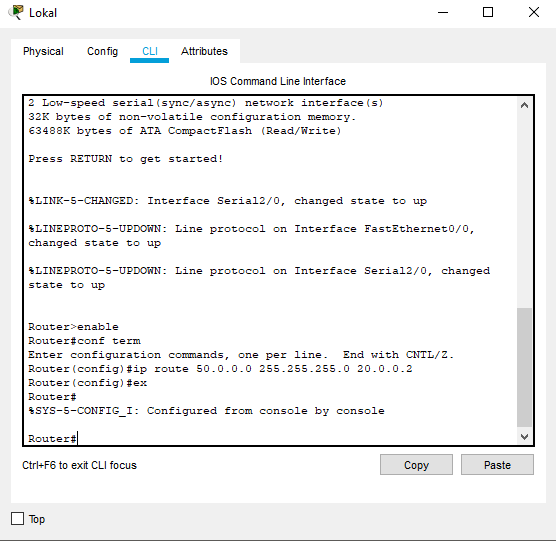 Lokal
Physical Config CLI Attributes
IOS Command Line Interface
2 Low-speed serial(sync/async) network interface(s)
32K bytes of non-volatile configuration memory.
63488K bytes of ATA CompactFlash (Read/Write)
Press RETURN to get started!
%LINK-5-CHANGED: Interface Serial2/0, changed state to up
%LINEPROTO-5-UPDOWN: Line protocol on Interface FastEthernet0/0,
changed state to up
%LINEPROTO-5-UPDOWN: Line protocol on Interface Serial2/0, changed
state to up
Router>enable
Router#conf term
Enter configuration commands, one per line.  End with CNTL/Z.
Router(config)#ip route 50.0.0.0 255.255.255.0 20.0.0.2
Router(config)#ex
Router#
%SYS-5-CONFIG_I: Configured from console by console
Router#
Ctrl+F6 to exit CLI focus
Copy Paste
Top